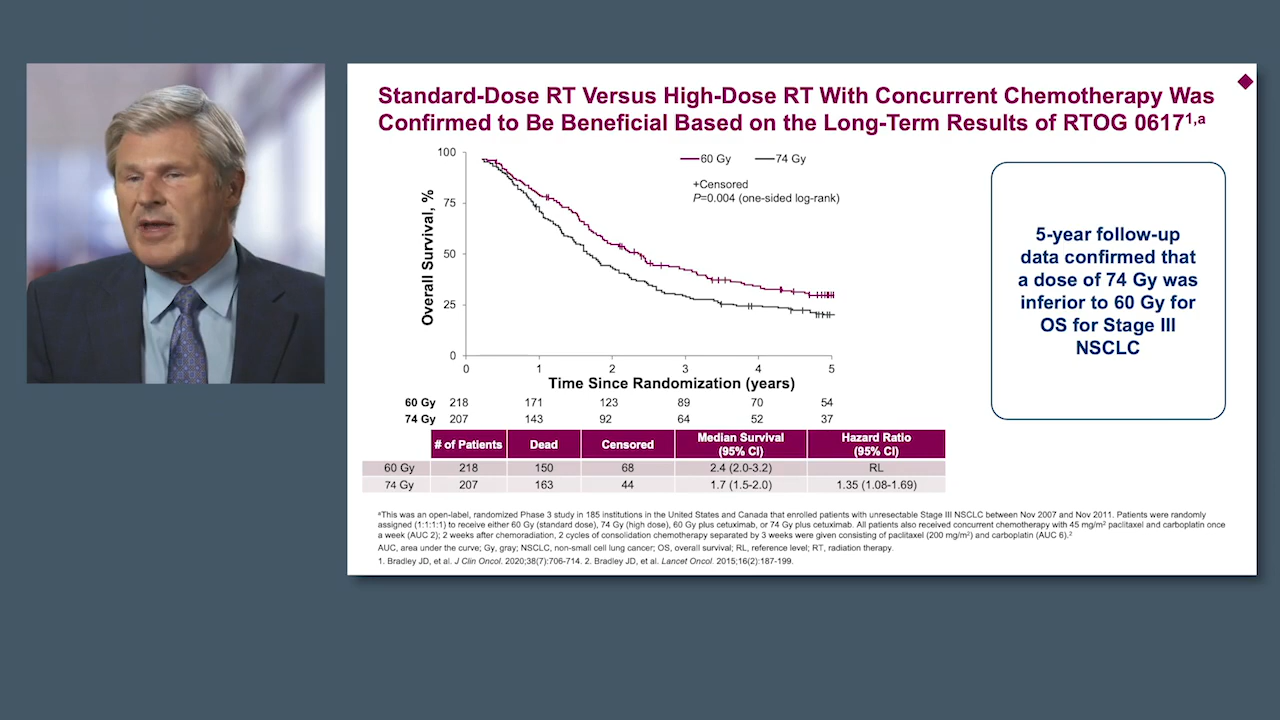 Standard-Dose RT Versus High-Dose RT With Concurrent Chemotherapy Was
Confirmed to Be Beneficial Based on the Long-Term Results of RTOG 0617¹,ᵃ
100
75
50
25
0
Overall Survival, %
60 Gy 74 Gy
+Censored
P=0.004 (one-sided log-rank)
0 1 2 3 4 5
Time Since Randomization (years)
60 Gy 218 171 123 89 70 54
74 Gy 207 143 92 64 52 37
# of Patients Dead Censored Median Survival (95% CI) Hazard Ratio (95% CI)
60 Gy 218 150 68 2.4 (2.0-3.2) RL
74 Gy 207 163 44 1.7 (1.5-2.0) 1.35 (1.08-1.69)
5-year follow-up
data confirmed that
a dose of 74 Gy was
inferior to 60 Gy for
OS for Stage III
NSCLC
ᵃThis was an open-label, randomized Phase 3 study in 185 institutions in the United States and Canada that enrolled patients with unresectable Stage III NSCLC between Nov 2007 and Nov 2011. Patients were randomly
assigned (1:1:1:1) to receive either 60 Gy (standard dose), 74 Gy (high dose), 60 Gy plus cetuximab, or 74 Gy plus cetuximab. All patients also received concurrent chemotherapy with 45 mg/m² paclitaxel and carboplatin once
a week (AUC 2); 2 weeks after chemoradiation, 2 cycles of consolidation chemotherapy separated by 3 weeks were given consisting of paclitaxel (200 mg/m²) and carboplatin (AUC 6).²
AUC, area under the curve; Gy, gray; NSCLC, non-small cell lung cancer; OS, overall survival; RL, reference level; RT, radiation therapy.
1. Bradley JD, et al. J Clin Oncol. 2020;38(7):706-714. 2. Bradley JD, et al. Lancet Oncol. 2015;16(2):187-199.